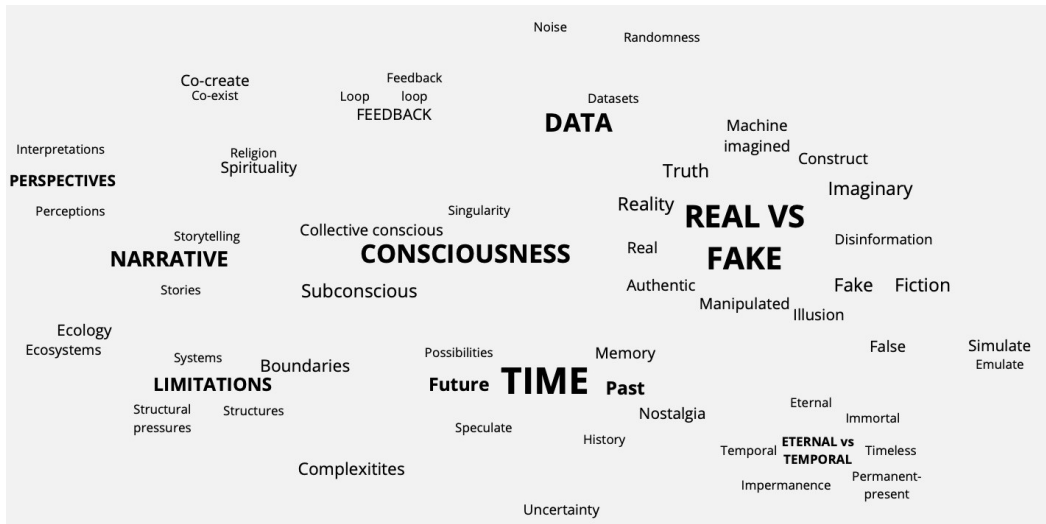 Noise
Randomness
Co-create
Co-exist
Feedback
Loop loop
FEEDBACK
Datasets
DATA
Machine
imagined
Construct
Interpretations
PERSPECTIVES
Perceptions
Religion
Spirituality
Truth
Imaginary
Reality
REAL VS
FAKE
Real
Disinformation
Authentic
Manipulated
Illusion
Fake
Fiction
Singularity
Collective conscious
CONSCIOUSNESS
Subconscious
Storytelling
NARRATIVE
Stories
Ecology
Ecosystems
Systems
Boundaries
LIMITATIONS
Structural
pressures
Structures
Possibilities
Memory
Future TIME Past
Nostalgia
Speculate
History
False
Simulate
Emulate
Eternal
Immortal
Temporal
ETERNAL vs
TEMPORAL
Timeless
Impermanence
Permanent-
present
Complexitites
Uncertainty